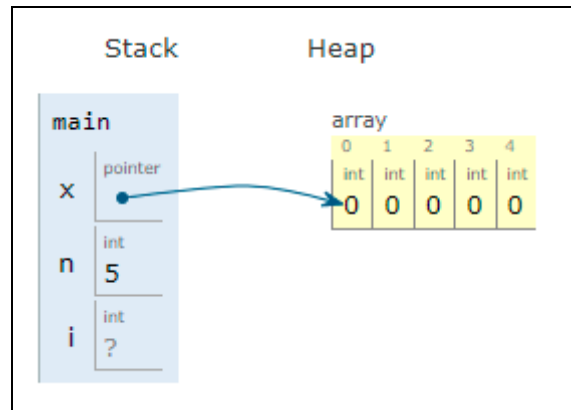 Stack Heap
main
array
0 1 2 3 4
pointer
x
int int int int int
0 0 0 0 0
int
n 5
int
i ?